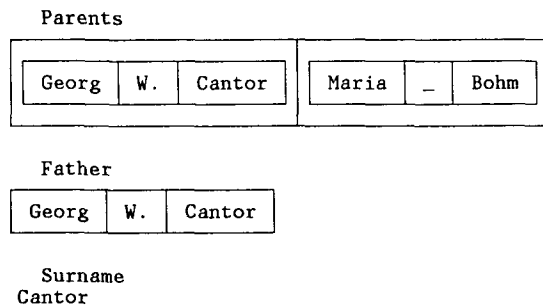 Parents
Georg W. Cantor Maria _ Bohm
Father
Georg W. Cantor
Surname
Cantor